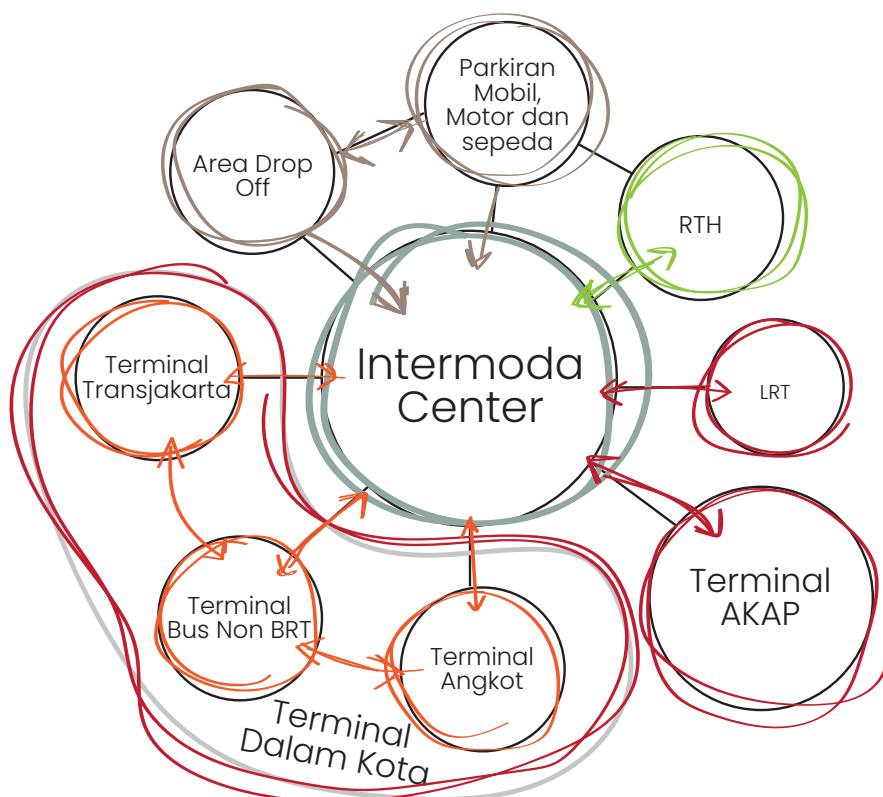 Parkiran
Mobil,
Motor dan
sepeda
Area Drop
Off
RTH
Terminal
Transjakarta
Intermoda
Center
LRT
Terminal
AKAP
Terminal
Bus Non BRT
Terminal
Angkot
Terminal
Dalam Kota